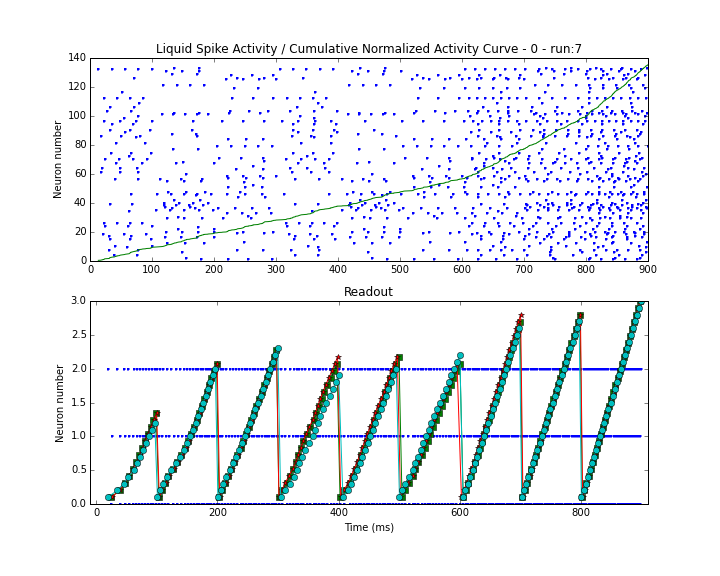 Liquid Spike Activity / Cumulative Normalized Activity Curve - 0 - run:7
140
120
100
80
60
40
20
0
Neuron number
0 100 200 300 400 500 600 700 800 900
Readout
3.0
2.5
2.0
1.5
1.0
0.5
0.0
Neuron number
0 200 400 600 800
Time (ms)